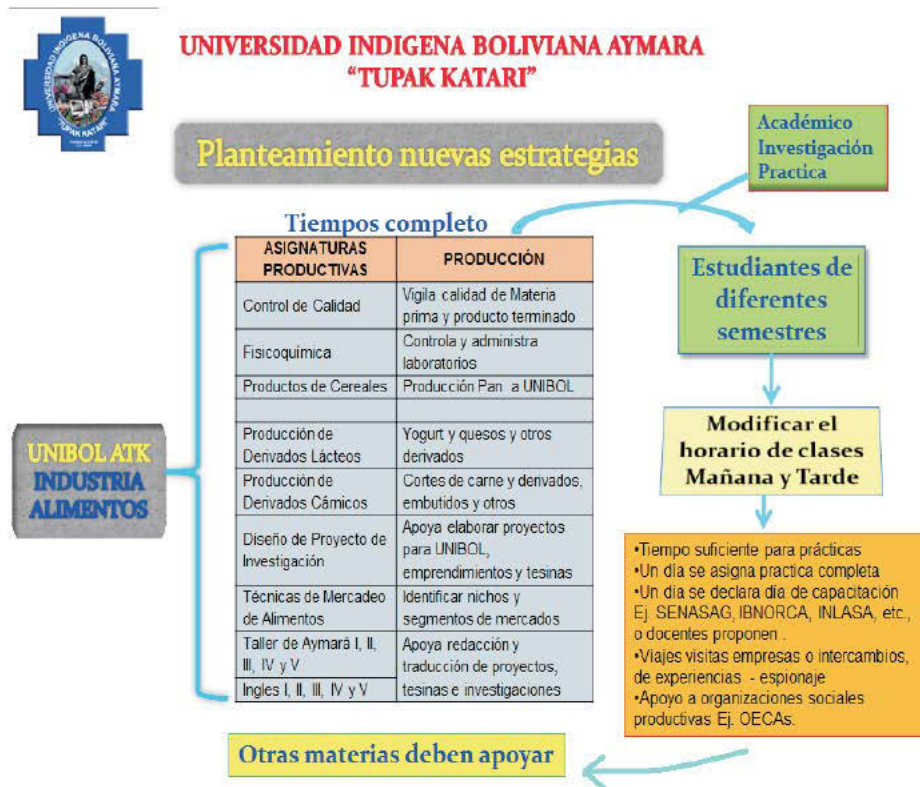 UNIVERSIDAD INDIGENA BOLIVIANA AYMARA
"TUPAK KATARI"
UNIVERSIDAD INDIGENA BOLIVIANA AYMARA
“TUPAK KATARI”
Planteamiento nuevas estrategias
Académico
Investigación
Practica
Tiempos completo
ASIGNATURAS
PRODUCTIVAS
PRODUCCIÓN
Control de Calidad
Vigila calidad de Materia
prima y producto terminado
Fisicoquímica
Controla y administra
laboratorios
Productos de Cereales
Producción Pan a UNIBOL
Producción de
Derivados Lácteos
Yogurt y quesos y otros
derivados
Producción de
Derivados Cárnicos
Cortes de carne y derivados,
embutidos y otros
Diseño de Proyecto de
Investigación
Apoya elaborar proyectos
para UNIBOL,
emprendimientos y tesinas
Técnicas de Mercadeo
de Alimentos
Identificar nichos y
segmentos de mercados
Taller de Aymará I, II,
III, IV y V
Ingles I, II, III, IV y V
Apoya redacción y
traducción de proyectos,
tesinas e investigaciones
UNIBOL ATK
INDUSTRIA
ALIMENTOS
Estudiantes de
diferentes
semestres
Modificar el
horario de clases
Mañana y Tarde
•Tiempo suficiente para prácticas
•Un día se asigna practica completa
•Un día se declara día de capacitación
Ej. SENASAG, IBNORCA, INLASA, etc.,
o docentes proponen .
•Viajes visitas empresas o intercambios,
de experiencias - espionaje
•Apoyo a organizaciones sociales
productivas Ej. OECAs.
Otras materias deben apoyar